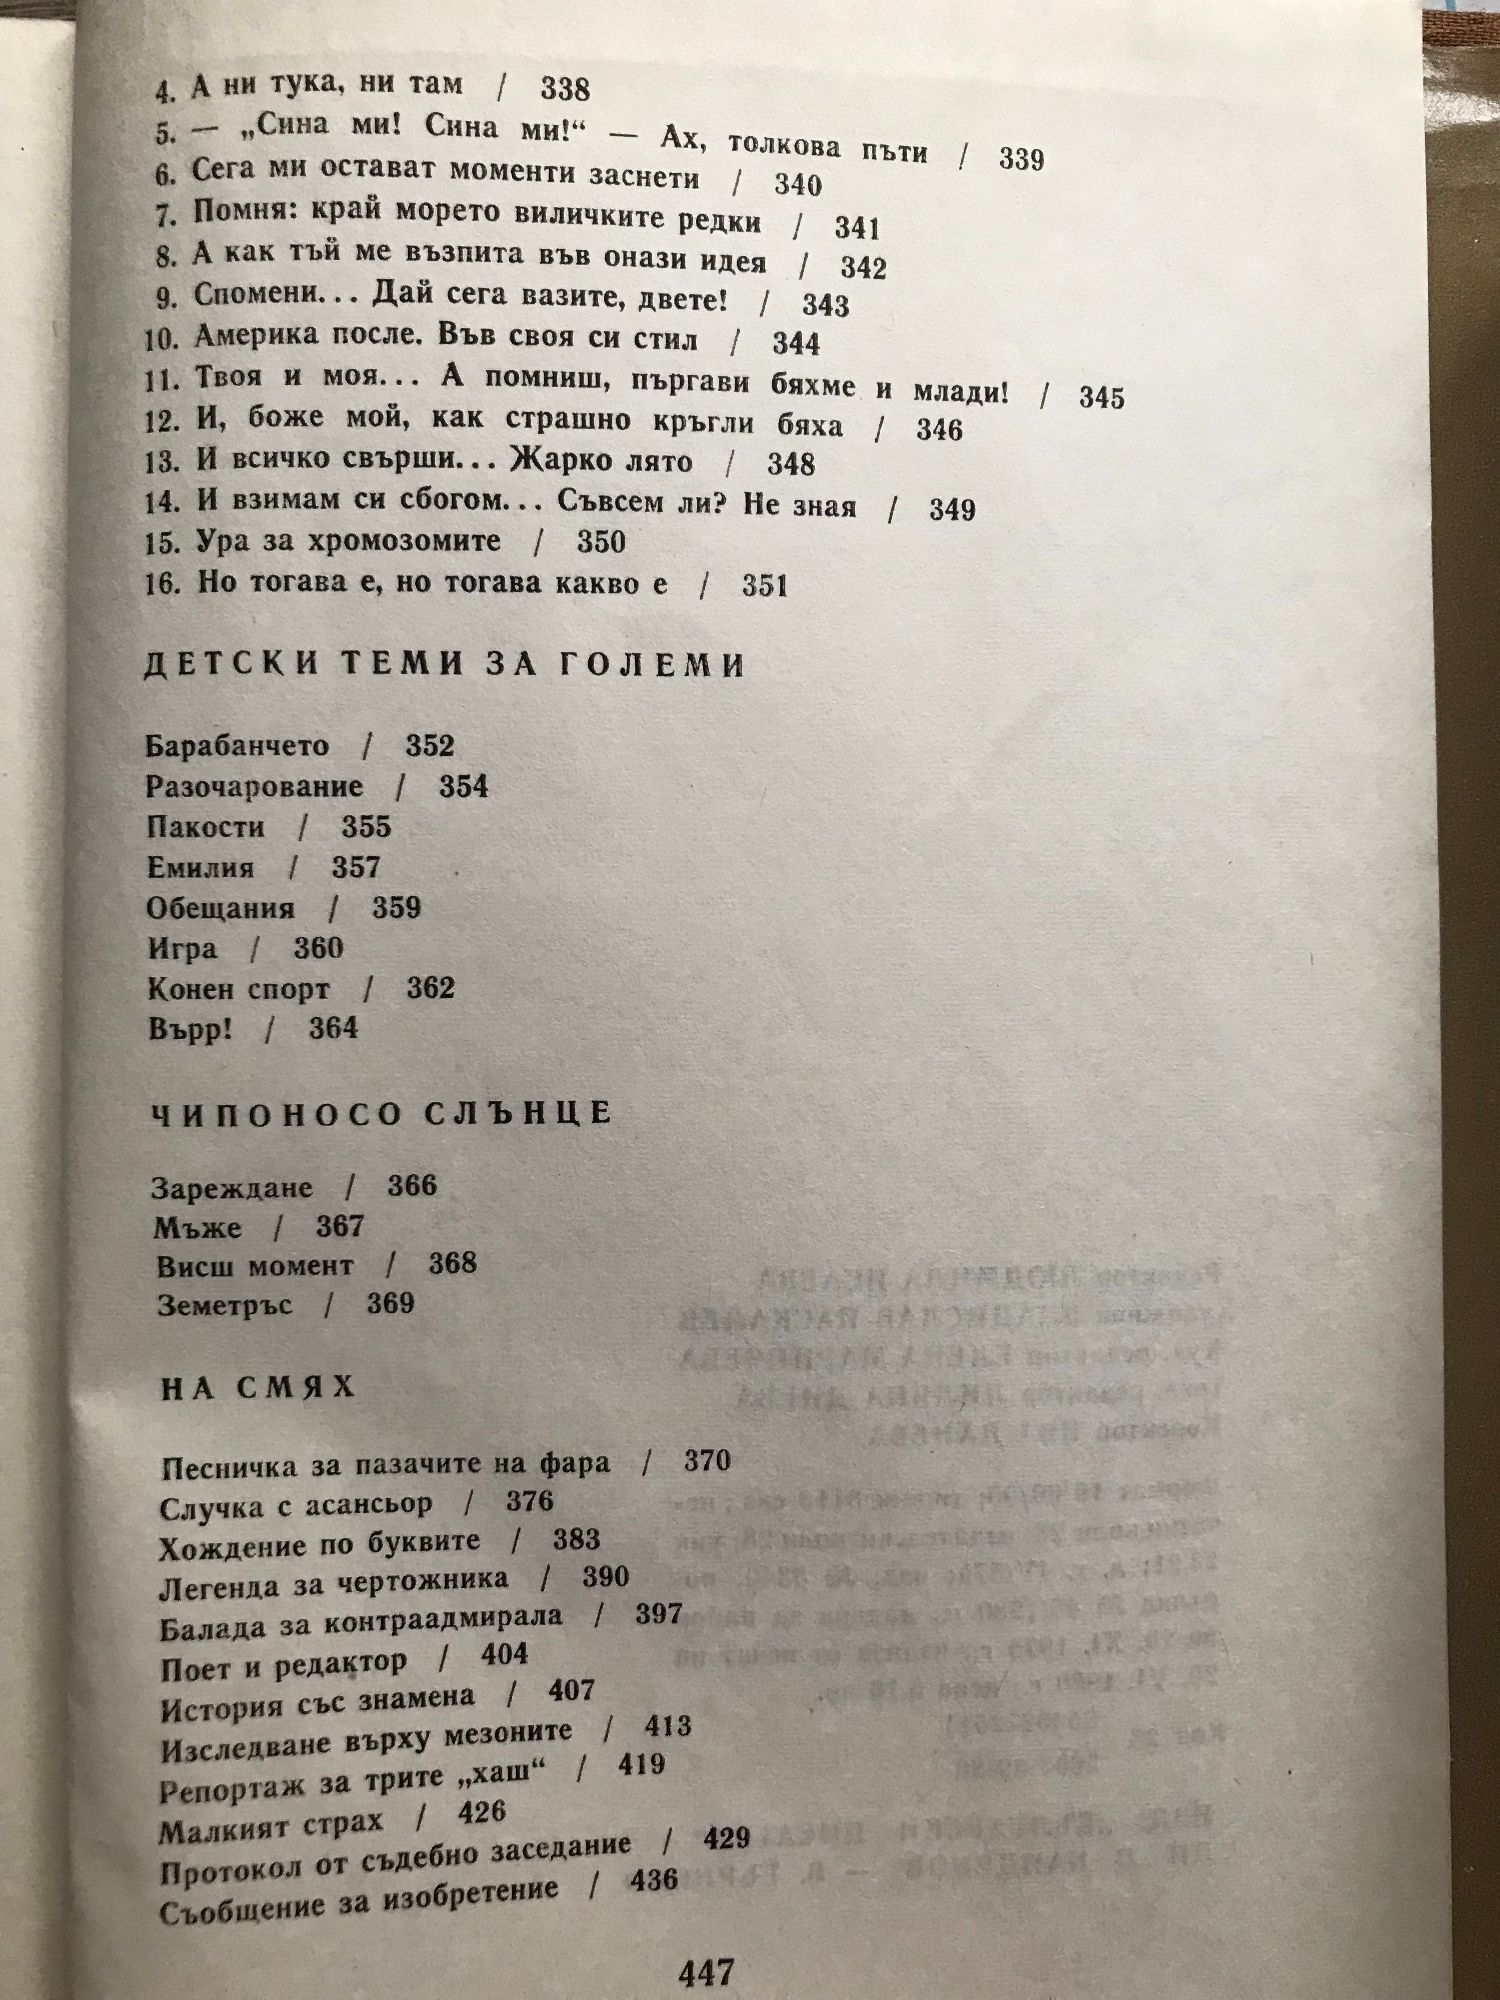 4. А ни тука, ни там / 338
5. — „Сина ми! Сина ми!“ — Ах, толкова пъти / 339
6. Сега ми остават моменти заснети / 340
7. Помня: край морето виличките редки / 341
8. А как тъй ме възпита във онази идея / 342
9. Спомени... Дай сега вазите, двете! / 343
10. Америка после. Във своя си стил / 344
11. Твоя и моя... А помниш, пъргави бяхме и млади! / 345
12. И, боже мой, как страшно кръгли бяха / 346
13. И всичко свърши... Жарко лято / 348
14. И взимам си сбогом... Съвсем ли? Не зная / 349
15. Ура за хромозомите / 350
16. Но тогава е, но тогава какво е / 351
ДЕТСКИ ТЕМИ ЗА ГОЛЕМИ
Барабанчето / 352
Разочарование / 354
Пакости / 355
Емилия / 357
Обещания / 359
Игра / 360
Конен спорт / 362
Върр! / 364
ЧИПОНОСО СЛЪНЦЕ
Зареждане / 366
Мъже / 367
Висш момент / 368
Земетръс / 369
НА СМЯХ
Песничка за пазачите на фара / 370
Случка с асансьор / 376
Хождение по буквите / 383
Легенда за чертожника / 390
Балада за контраадмирала / 397
Поет и редактор / 404
История със знамена / 407
Изследване върху мезоните / 413
Репортаж за трите „хаш“ / 419
Малкият страх / 426
Протокол от съдебно заседание / 429
Съобщение за изобретение / 436
447